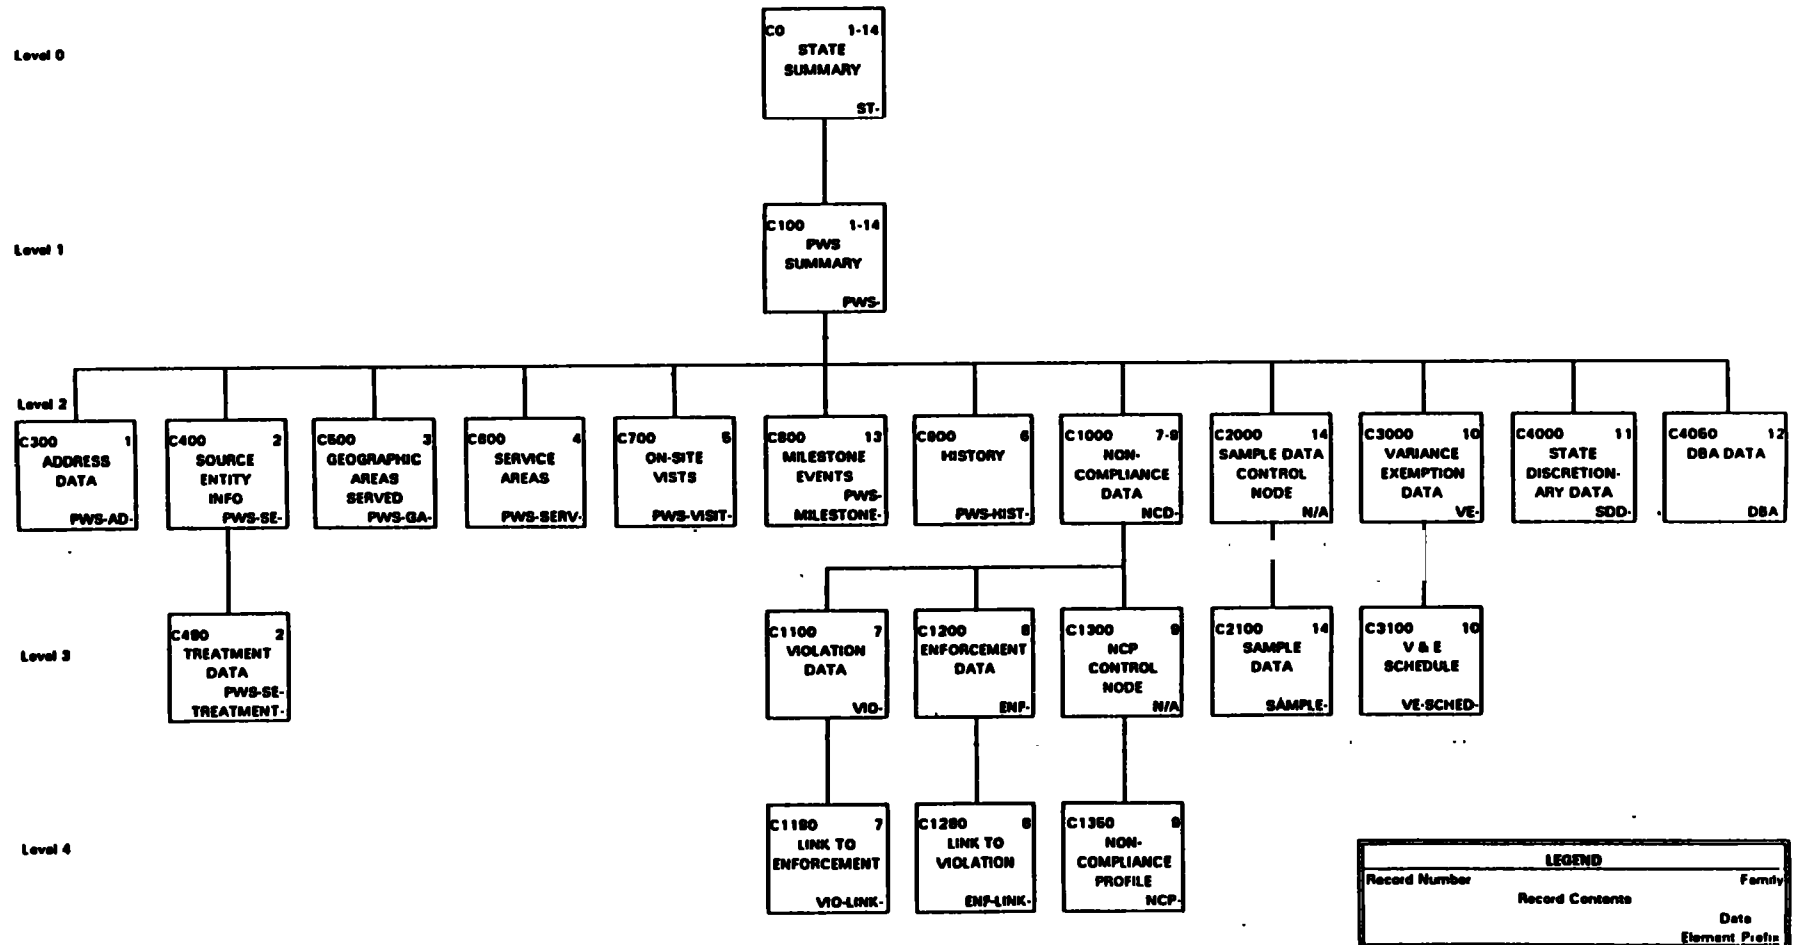 Level 0
C0 1-14
STATE
SUMMARY
ST-
Level 1
C100 1-14
PWS
SUMMARY
PWS-
Level 2
C300 1
ADDRESS
DATA
PWS-AD-
C400 2
SOURCE
ENTITY
INFO
PWS-SE-
C500 3
GEOGRAPHIC
AREAS
SERVED
PWS-GA-
C600 4
SERVICE
AREAS
PWS-SERV-
C700 5
ON-SITE
VISTS
PWS-VISIT-
C800 13
MILESTONE
EVENTS
PWS-
MILESTONE-
C900 6
HISTORY
PWS-HIST-
C1000 7-9
NON-
COMPLIANCE
DATA
NCD-
C2000 14
SAMPLE DATA
CONTROL
NODE
N/A
C3000 10
VARIANCE
EXEMPTION
DATA
VE-
C4000 11
STATE
DISCRETION-
ARY DATA
SDD-
C4050 12
DBA DATA
DBA
Level 3
C490 2
TREATMENT
DATA
PWS-SE-
TREATMENT-
C1100 7
VIOLATION
DATA
VIO-
C1200 8
ENFORCEMENT
DATA
ENF-
C1300 9
NCP
CONTROL
NODE
N/A
C2100 14
SAMPLE
DATA
SAMPLE-
C3100 10
V & E
SCHEDULE
VE-SCHED-
Level 4
C1190 7
LINK TO
ENFORCEMENT
VIO-LINK-
C1290 8
LINK TO
VIOLATION
ENF-LINK-
C1350 9
NON-
COMPLIANCE
PROFILE
NCP-
LEGEND
Record Number Family
Record Contents
Data
Element Prefix